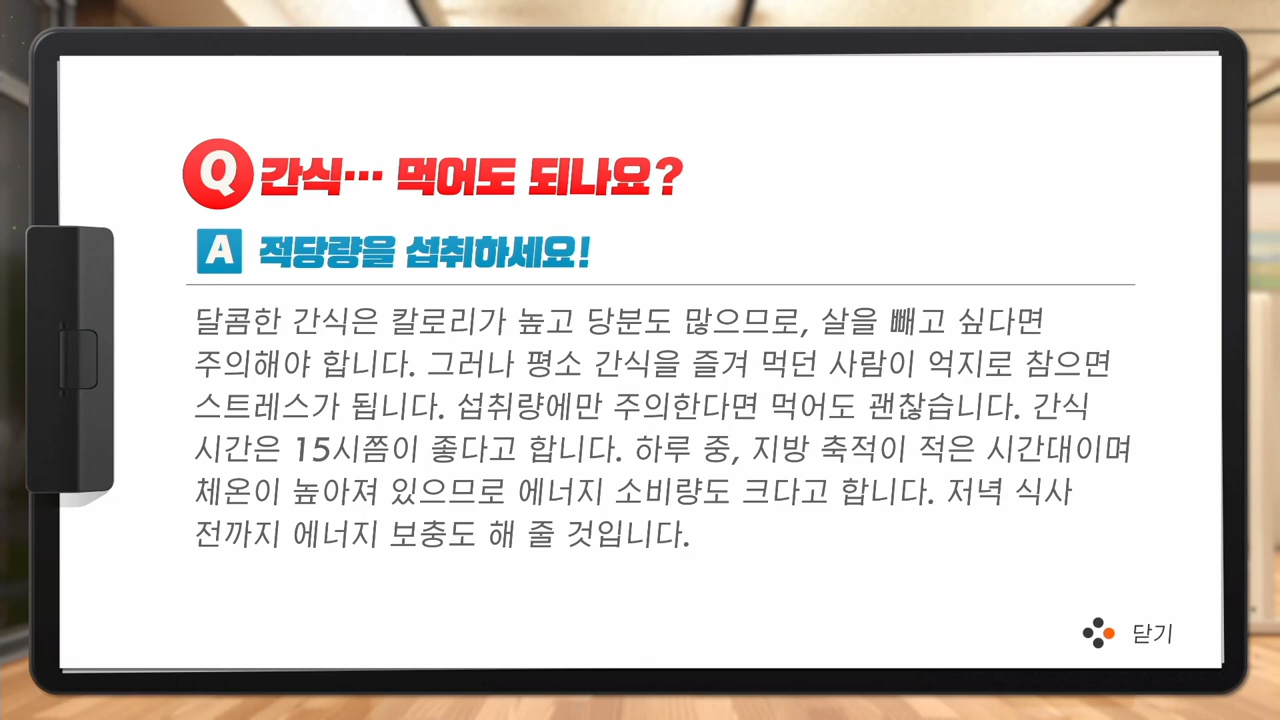 Q 간식… 먹어도 되나요?
A 적당량을 섭취하세요!
달콤한 간식은 칼로리가 높고 당분도 많으므로, 살을 빼고 싶다면
주의해야 합니다. 그러나 평소 간식을 즐겨 먹던 사람이 억지로 참으면
스트레스가 됩니다. 섭취량에만 주의한다면 먹어도 괜찮습니다. 간식
시간은 15시쯤이 좋다고 합니다. 하루 중, 지방 축적이 적은 시간대이며
체온이 높아져 있으므로 에너지 소비량도 크다고 합니다. 저녁 식사
전까지 에너지 보충도 해 줄 것입니다.
닫기